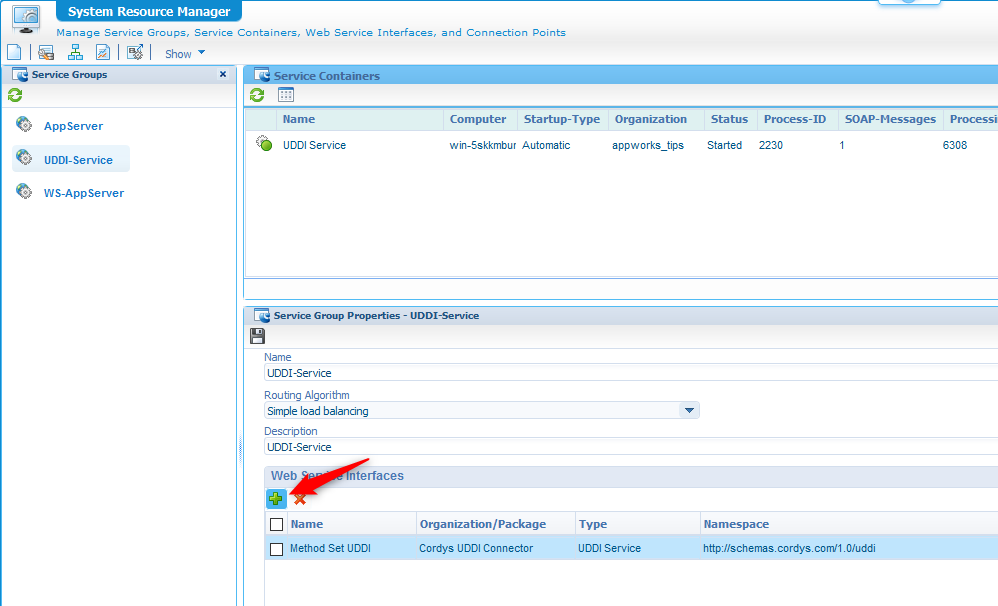 System Resource Manager
Manage Service Groups, Service Containers, Web Service Interfaces, and Connection Points
Show
Service Groups
AppServer
UDDI-Service
WS-AppServer
Service Containers
Name Computer Startup-Type Organization Status Process-ID SOAP-Messages Processi
UDDI Service win-5skkmbur Automatic appworks_tips Started 2230 1 6308
Service Group Properties - UDDI-Service
Name
UDDI-Service
Routing Algorithm
Simple load balancing
Description
UDDI-Service
Web Service Interfaces
Name Organization/Package Type Namespace
Method Set UDDI Cordys UDDI Connector UDDI Service http://schemas.cordys.com/1.0/uddi